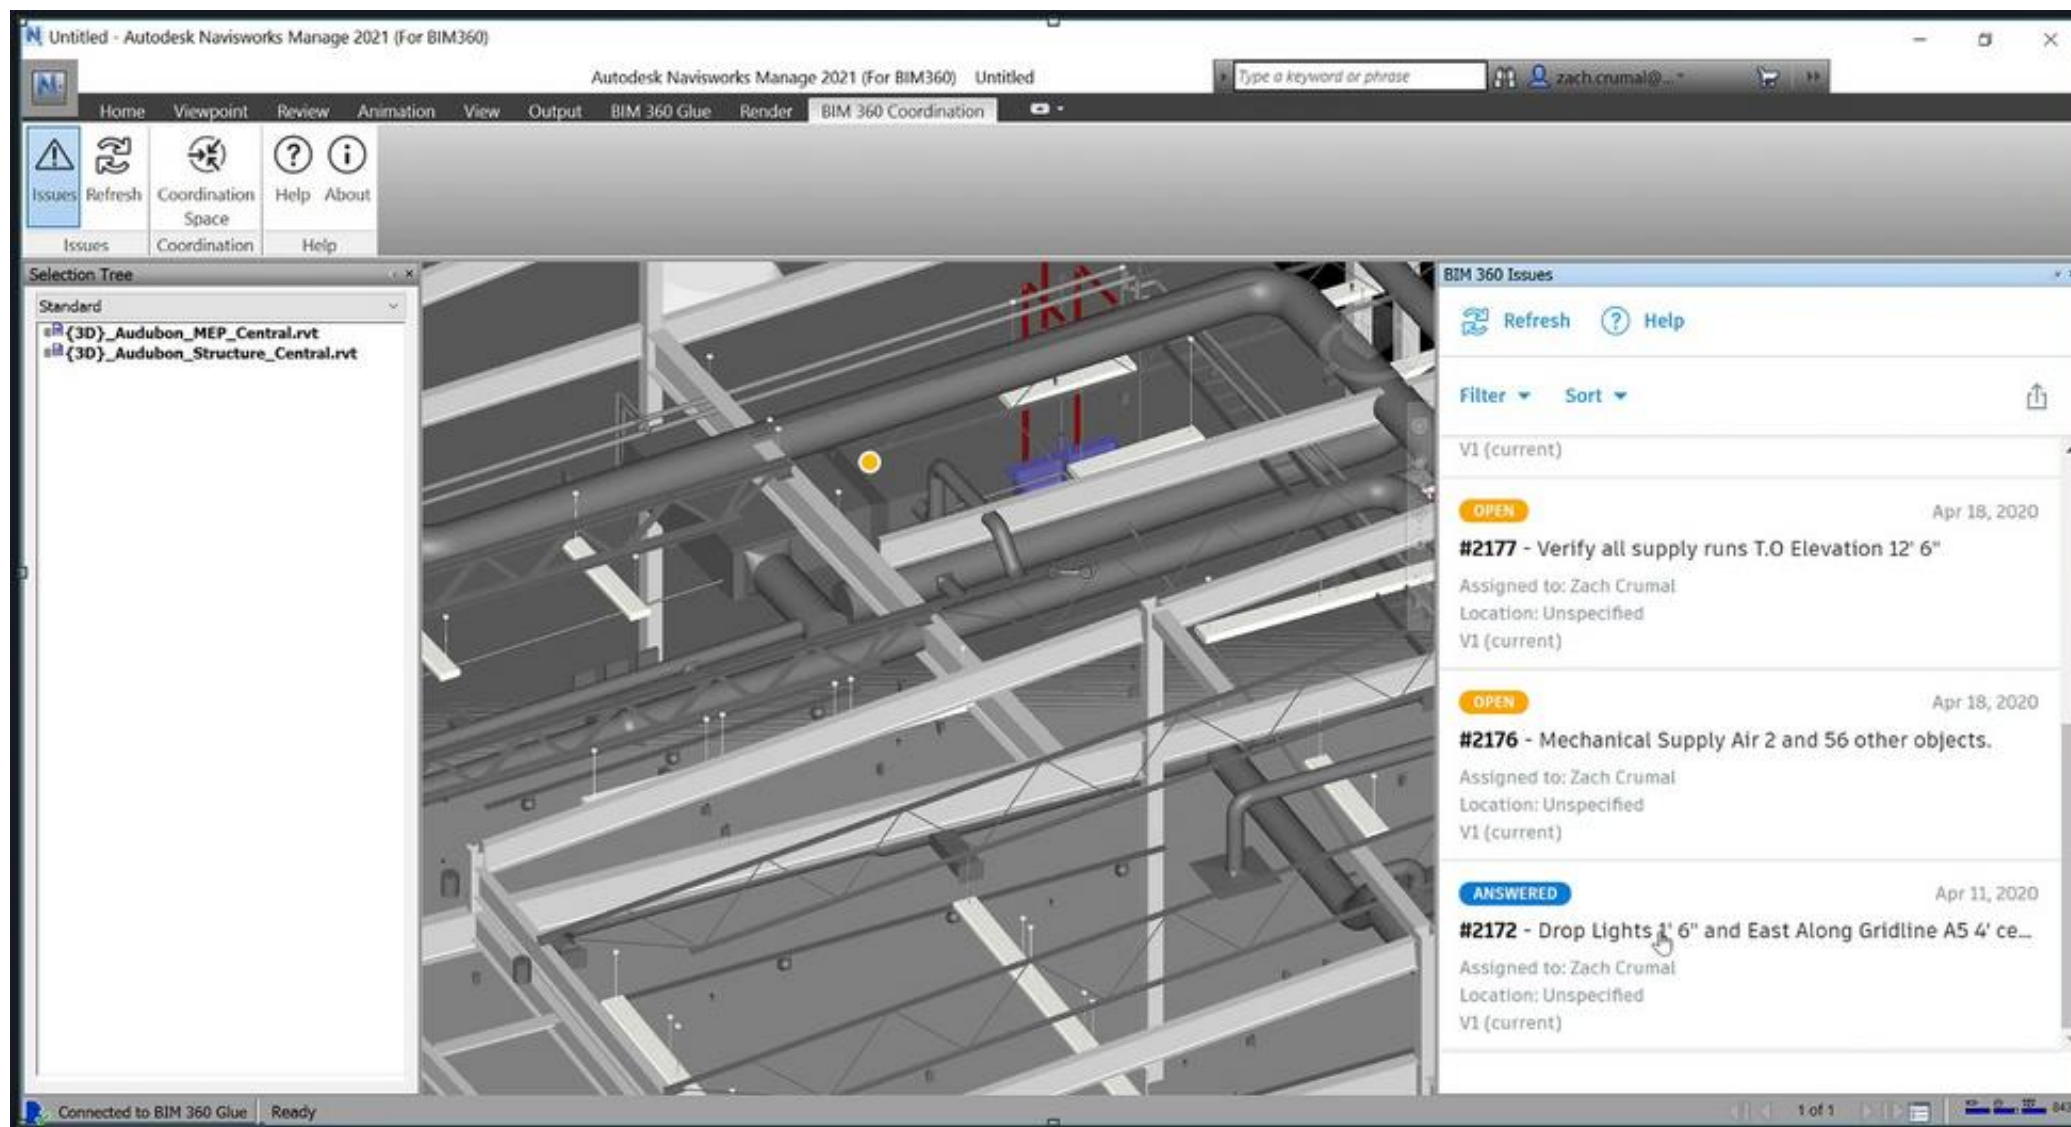 Untitled - Autodesk Navisworks Manage 2021 (For BIM360)
Autodesk Navisworks Manage 2021 (For BIM360) Untitled
Type a keyword or phrase
zach.crumal@...
Home Viewpoint Review Animation View Output BIM 360 Glue Render BIM 360 Coordination
Issues Refresh Coordination Space Help About
Issues Coordination Help
Selection Tree
Standard
{3D}_Audubon_MEP_Central.rvt
{3D}_Audubon_Structure_Central.rvt
BIM 360 Issues
Refresh Help
Filter Sort
V1 (current)
OPEN Apr 18, 2020
#2177 - Verify all supply runs T.O Elevation 12' 6"
Assigned to: Zach Crumal
Location: Unspecified
V1 (current)
OPEN Apr 18, 2020
#2176 - Mechanical Supply Air 2 and 56 other objects.
Assigned to: Zach Crumal
Location: Unspecified
V1 (current)
ANSWERED Apr 11, 2020
#2172 - Drop Lights 1' 6" and East Along Gridline A5 4' ce...
Assigned to: Zach Crumal
Location: Unspecified
V1 (current)
Connected to BIM 360 Glue Ready
1 of 1